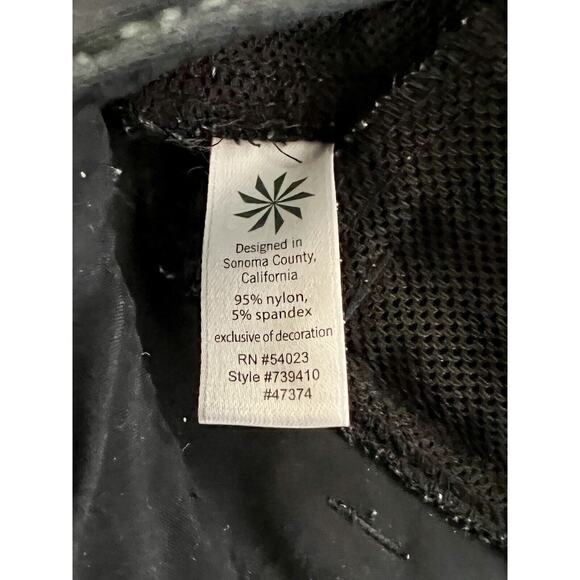 Designed in
Sonoma County,
California
95% nylon,
5% spandex
exclusive of decoration
RN #54023
Style #739410
#47374